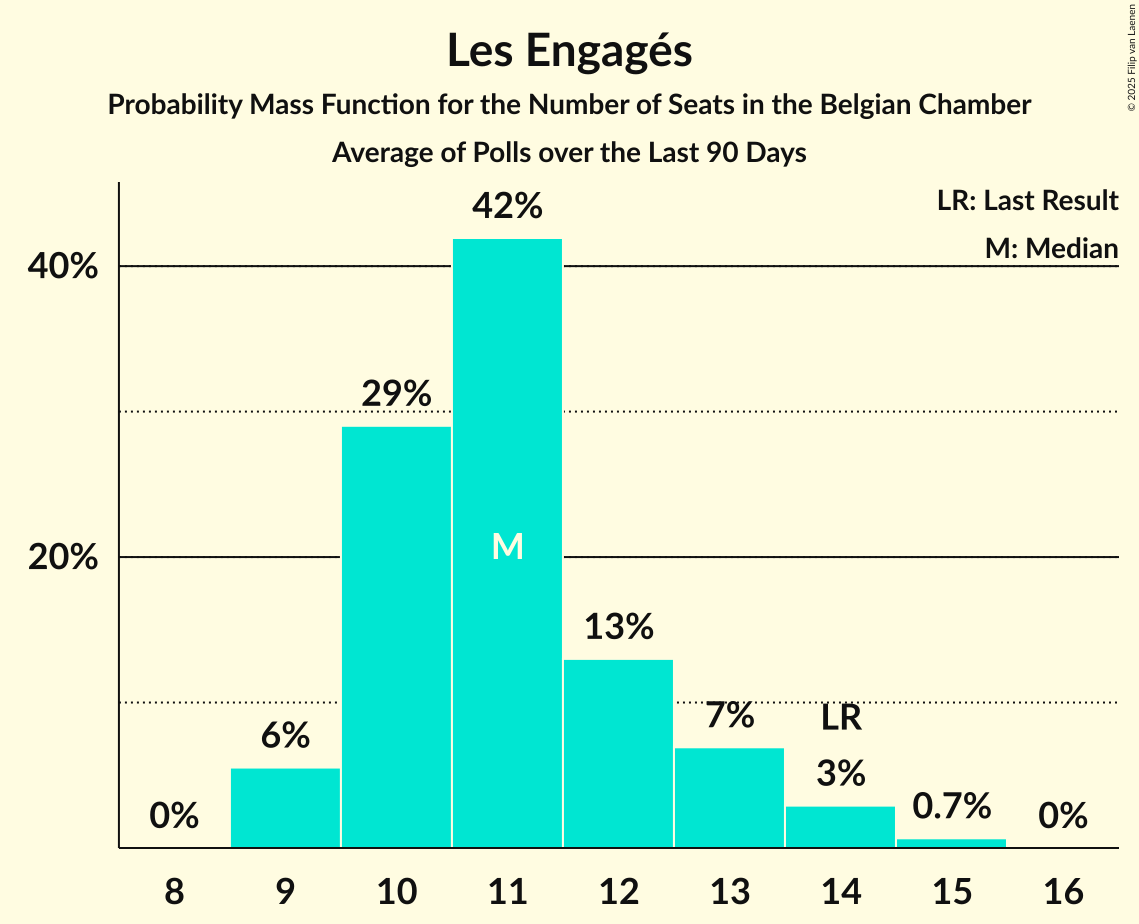 Les Engagés
Probability Mass Function for the Number of Seats in the Belgian Chamber
Average of Polls over the Last 90 Days
© 2025 Filip van Laenen
LR: Last Result
M: Median
40%
20%
0%
6%
29%
42%
M
13%
7%
LR
3%
0.7%
0%
8 9 10 11 12 13 14 15 16